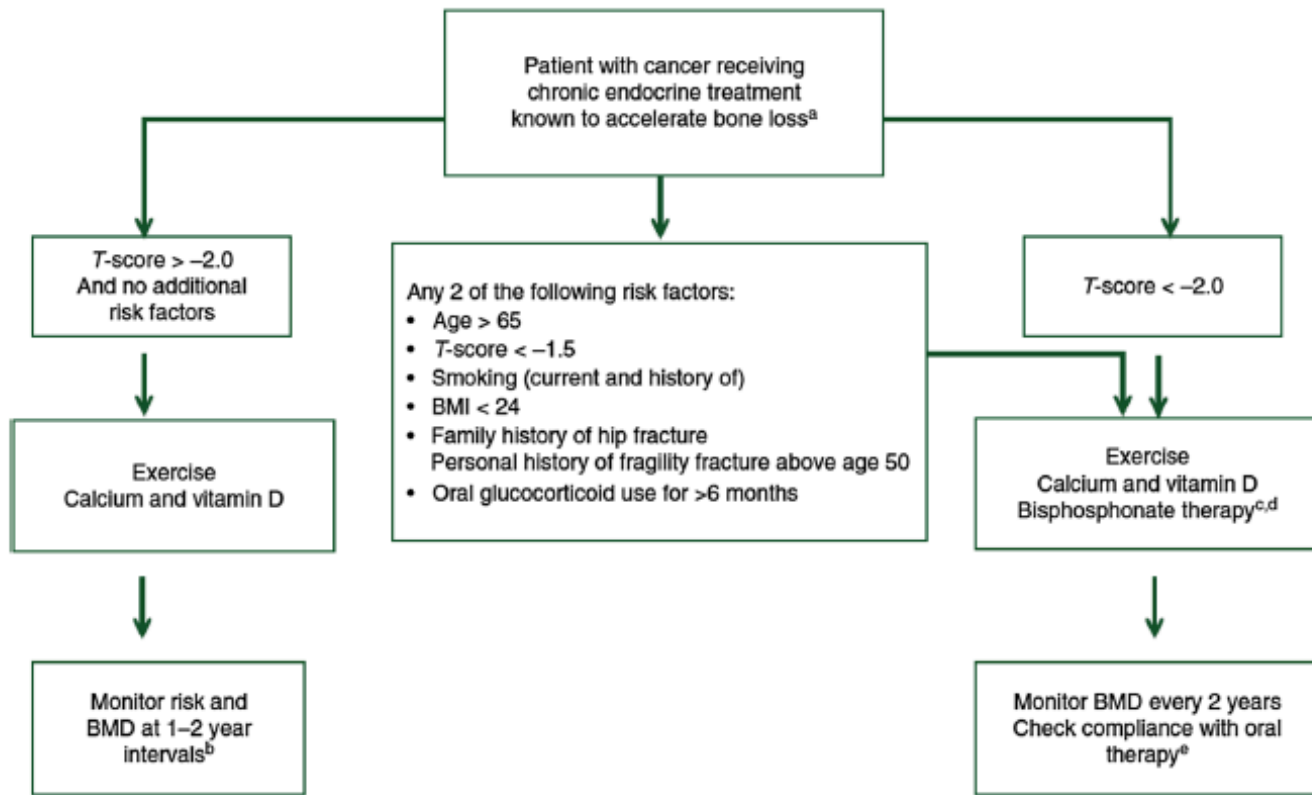 Patient with cancer receiving
chronic endocrine treatment
known to accelerate bone lossᵃ
T-score > –2.0
And no additional
risk factors
Exercise
Calcium and vitamin D
Monitor risk and
BMD at 1–2 year
intervalsᵇ
Any 2 of the following risk factors:
• Age > 65
• T-score < –1.5
• Smoking (current and history of)
• BMI < 24
• Family history of hip fracture
Personal history of fragility fracture above age 50
• Oral glucocorticoid use for >6 months
T-score < –2.0
Exercise
Calcium and vitamin D
Bisphosphonate therapyᶜ,ᵈ
Monitor BMD every 2 years
Check compliance with oral
therapyᵉ